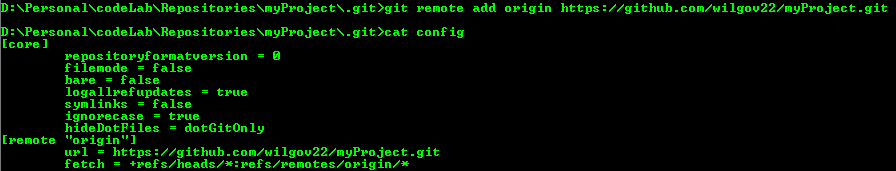 D:\Personal\codeLab\Repositories\myProject\.git>git remote add origin https://github.com/wilgov22/myProject.git
D:\Personal\codeLab\Repositories\myProject\.git>cat config
[core]
repositoryformatversion = 0
filemode = false
bare = false
logallrefupdates = true
symlinks = false
ignorecase = true
hideDotFiles = dotGitOnly
[remote "origin"]
url = https://github.com/wilgov22/myProject.git
fetch = +refs/heads/*:refs/remotes/origin/*